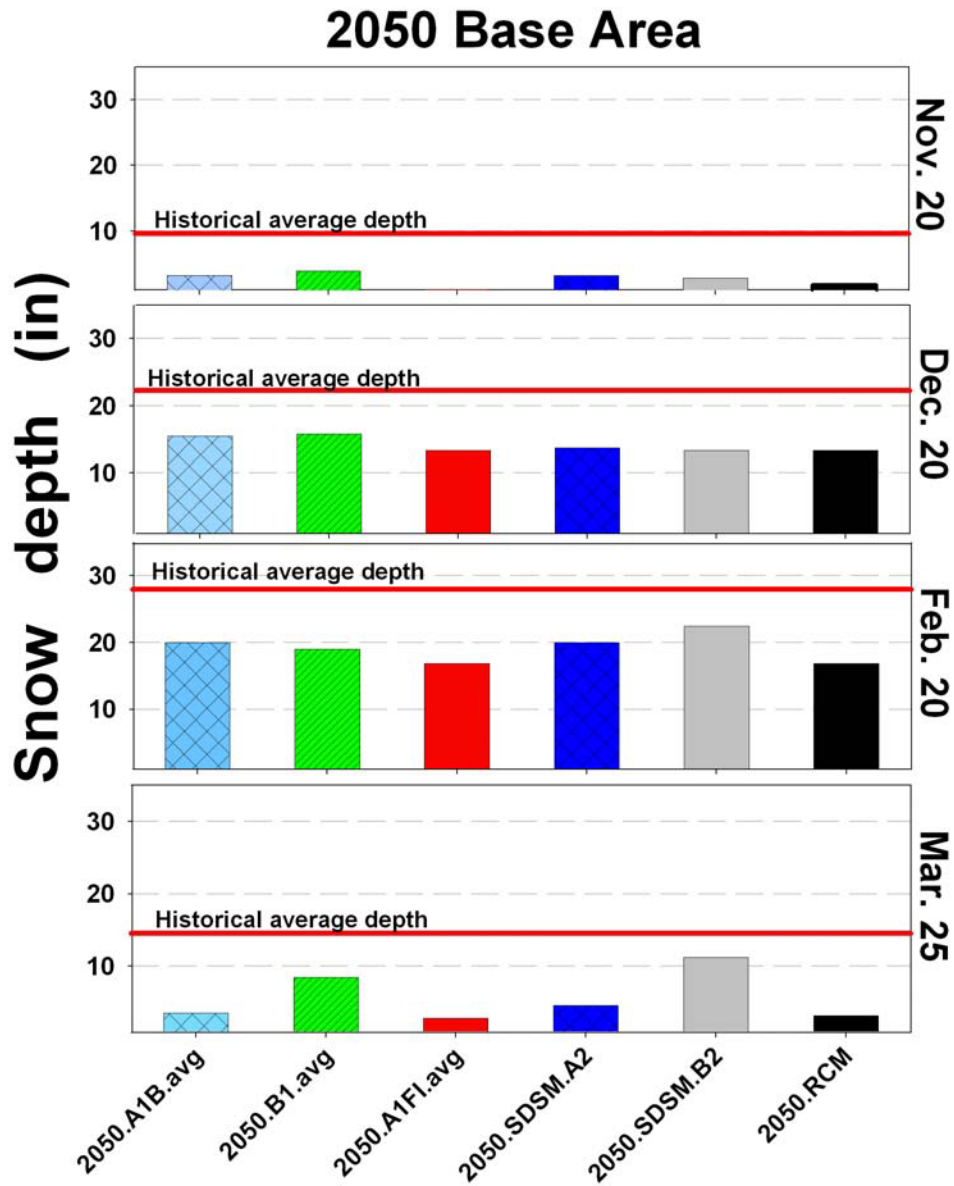 2050 Base Area
Snow depth (in)
30
20
10
Historical average depth
Nov. 20
30
20
10
Historical average depth
Dec. 20
30
20
10
Historical average depth
Feb. 20
30
20
10
Historical average depth
Mar. 25
2050.A1B.avg
2050.B1.avg
2050.A1FI.avg
2050.SDSM.A2
2050.SDSM.B2
2050.RCM